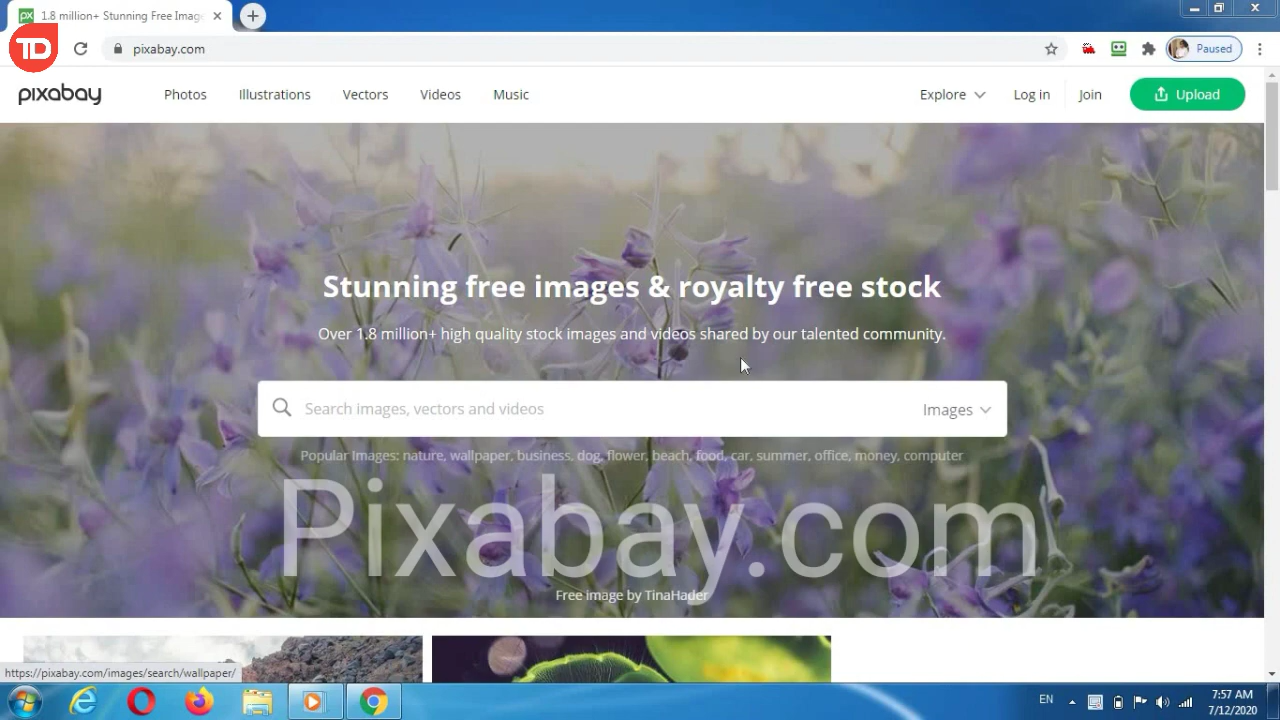 px 1.8 million+ Stunning Free Imag
TD
pixabay.com
Paused
pixabay
Photos
Illustrations
Vectors
Videos
Music
Explore
Log in
Join
Upload
Stunning free images & royalty free stock
Over 1.8 million+ high quality stock images and videos shared by our talented community.
Search images, vectors and videos
Images
Popular Images: nature, wallpaper, business, dog, flower, beach, food, car, summer, office, money, computer
Pixabay.com
Free image by TinaHader
https://pixabay.com/images/search/wallpaper/
EN
7:57 AM
7/12/2020